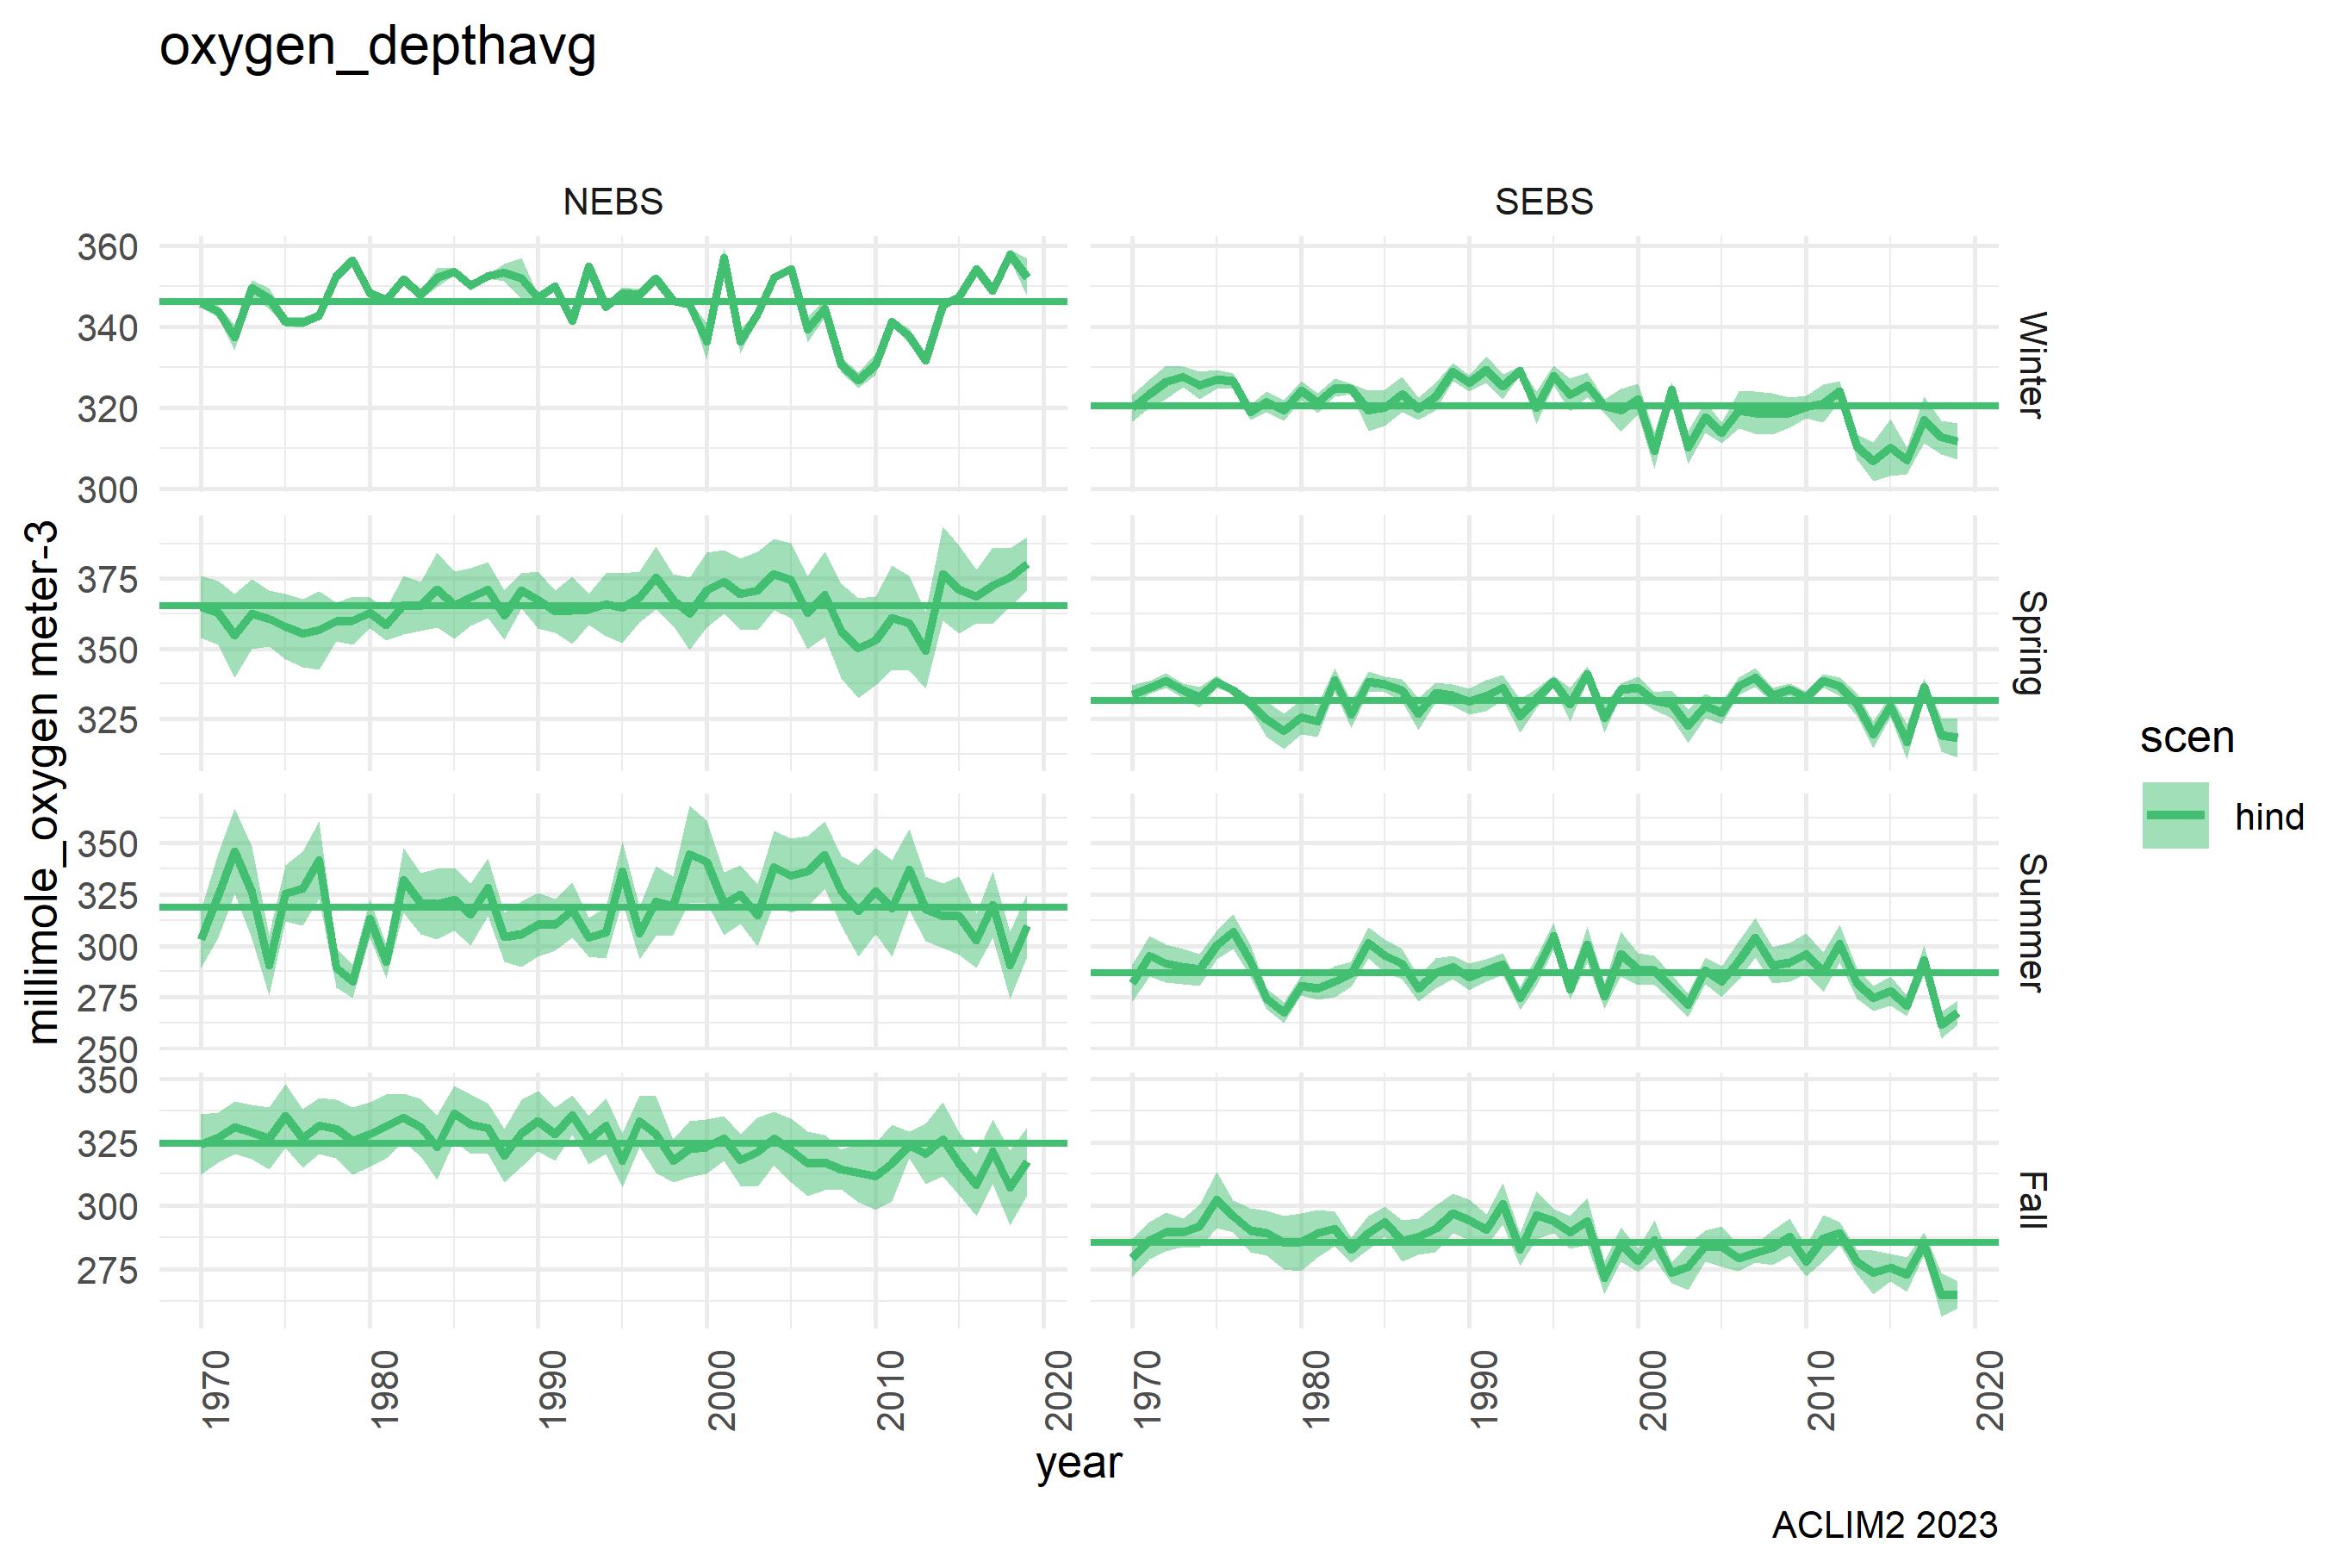 oxygen_depthavg
NEBS SEBS
360
340
320
300
Winter
375
350
325
Spring
350
325
300
275
250
Summer
350
325
300
275
Fall
millimole_oxygen meter-3
1970 1980 1990 2000 2010 2020 1970 1980 1990 2000 2010 2020
year
scen
hind
ACLIM2 2023